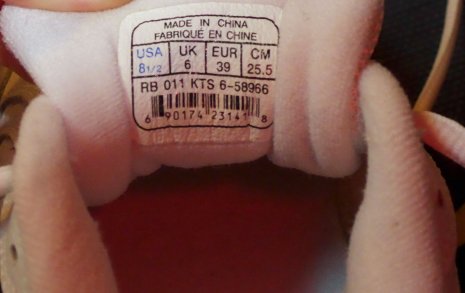 MADE IN CHINA
FABRIQUÉ EN CHINE
USA UK EUR CM
8 1/2 6 39 25.5
RB 011 KTS 6-58966
6 90174 23141 8